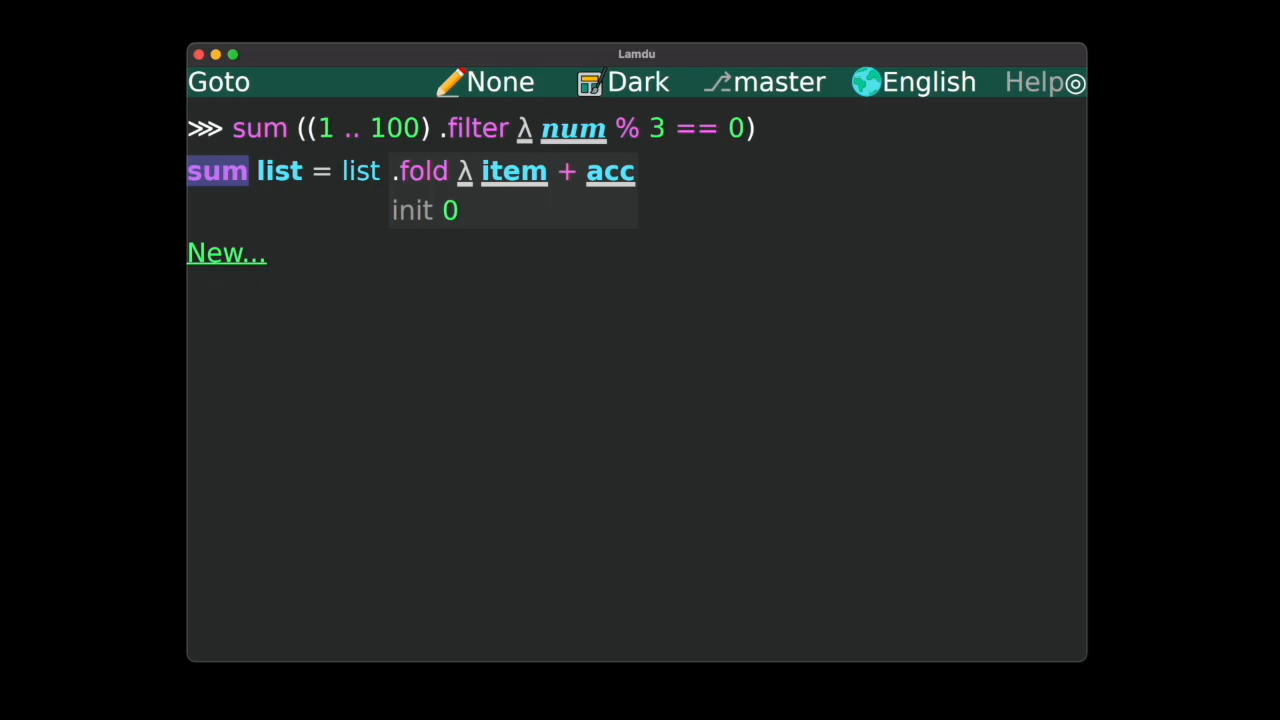 Lamdu
Goto None Dark master English Help
⋙ sum ((1 .. 100) .filter λ num % 3 == 0)
sum list = list .fold λ item + acc
init 0
New...